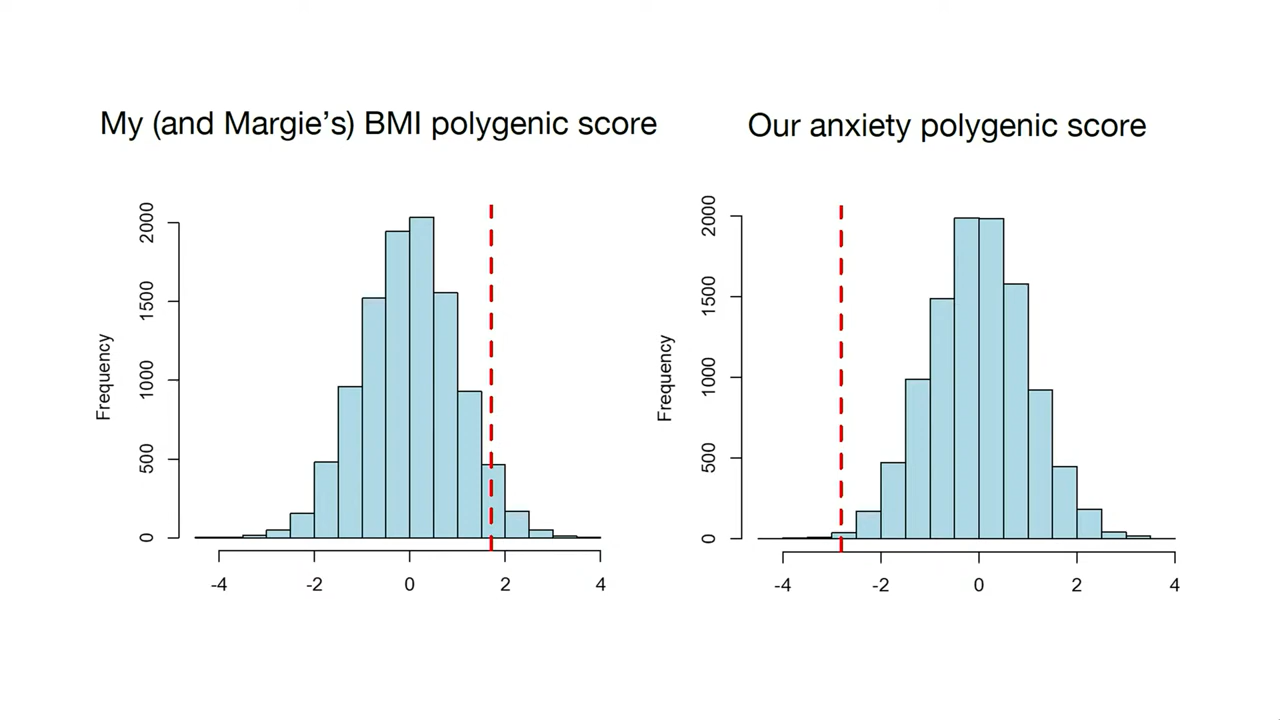 My (and Margie's) BMI polygenic score
Our anxiety polygenic score
Frequency
2000
1500
1000
500
0
-4 -2 0 2 4
Frequency
2000
1500
1000
500
0
-4 -2 0 2 4